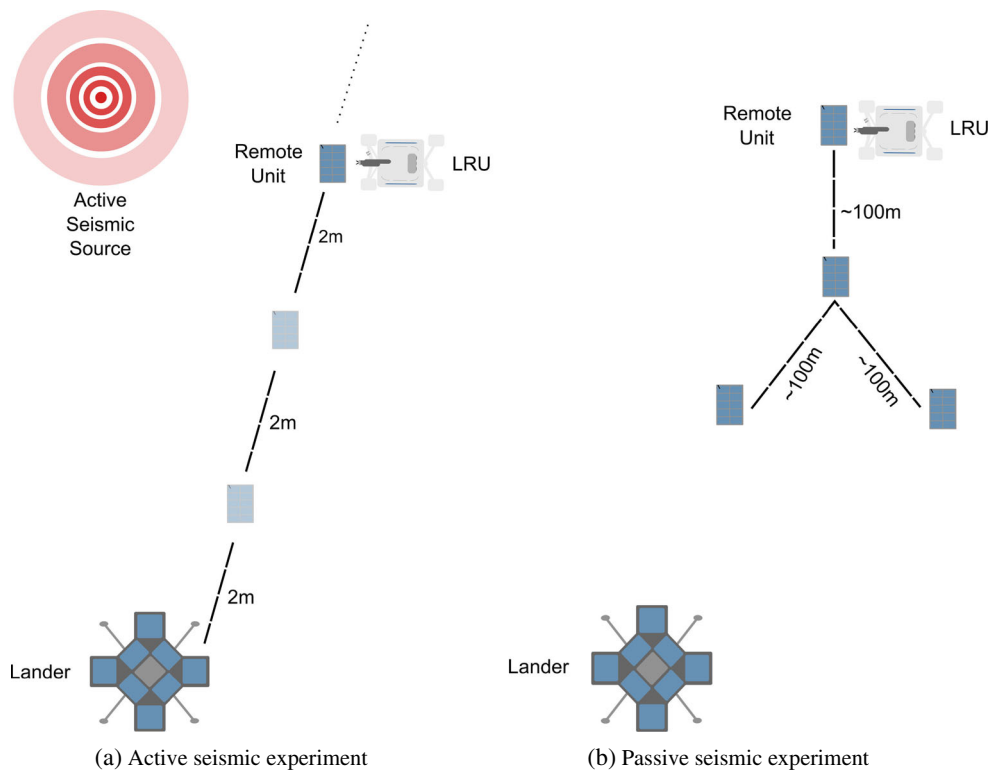 Remote
Unit
LRU
Active
Seismic
Source
2m
2m
2m
Lander
(a) Active seismic experiment
Remote
Unit
LRU
~100m
~100m
~100m
Lander
(b) Passive seismic experiment